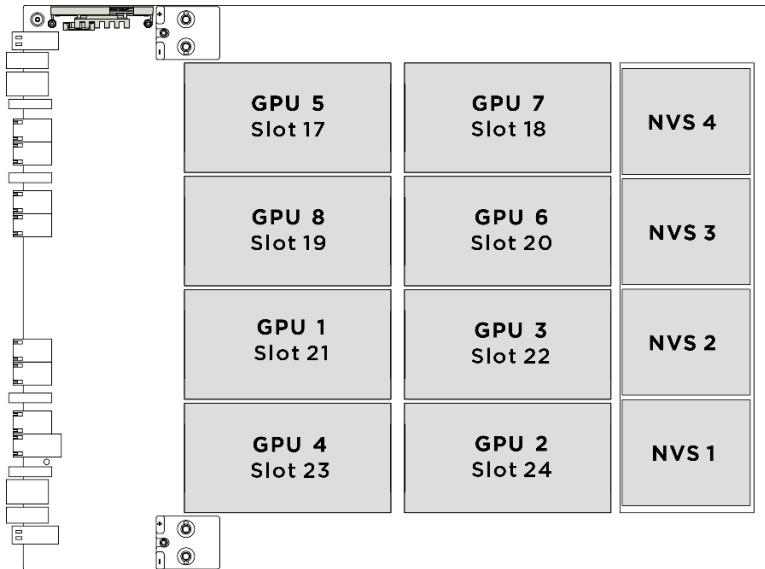 GPU 5
Slot 17
GPU 7
Slot 18
NVS 4
GPU 8
Slot 19
GPU 6
Slot 20
NVS 3
GPU 1
Slot 21
GPU 3
Slot 22
NVS 2
GPU 4
Slot 23
GPU 2
Slot 24
NVS 1